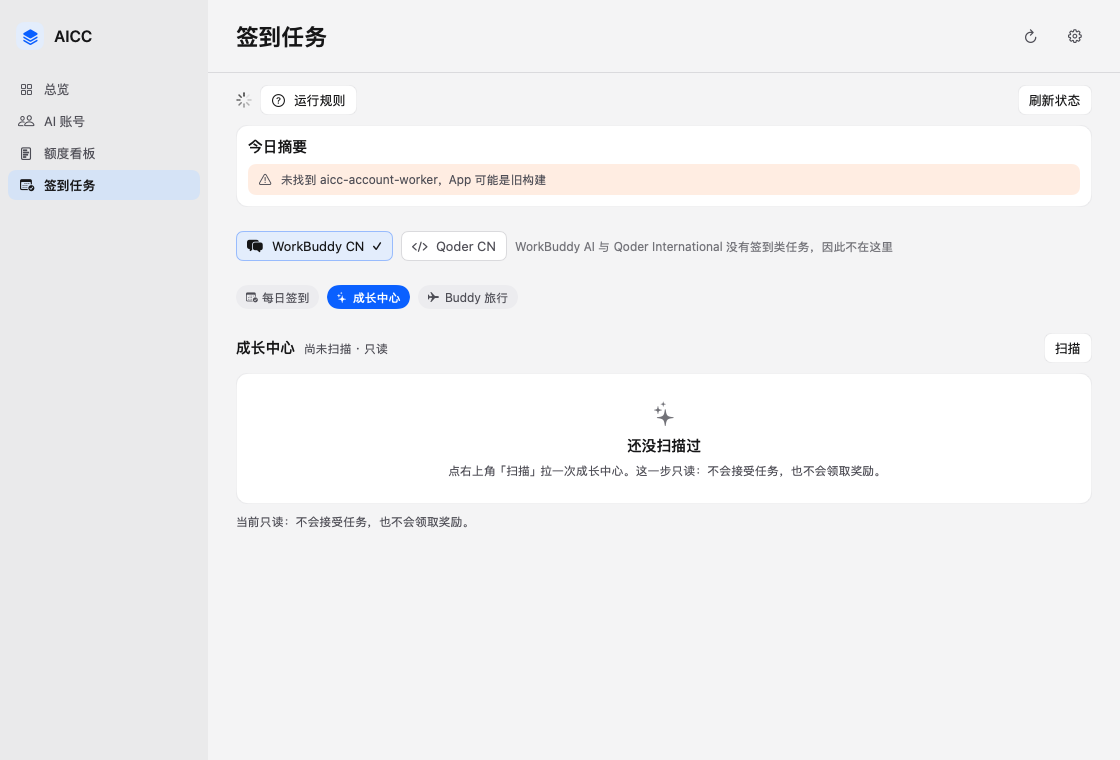 AICC
总览
AI 账号
额度看板
签到任务
签到任务
运行规则
刷新状态
今日摘要
未找到 aicc-account-worker，App 可能是旧构建
WorkBuddy CN
Qoder CN
WorkBuddy AI 与 Qoder International 没有签到类任务，因此不在这里
每日签到
成长中心
Buddy 旅行
成长中心 尚未扫描 · 只读
扫描
还没扫描过
点右上角「扫描」拉一次成长中心。这一步只读：不会接受任务，也不会领取奖励。
当前只读：不会接受任务，也不会领取奖励。